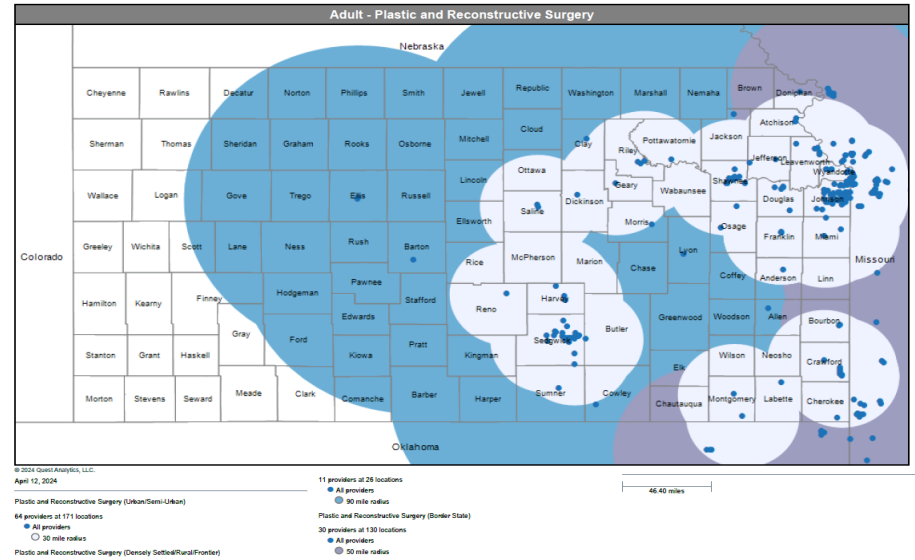 Adult - Plastic and Reconstructive Surgery
Nebraska
Cheyenne Rawlins Decatur Norton Phillips Smith Jewell Republic Washington Marshall Nemaha Brown Doniphan
Sherman Thomas Sheridan Graham Rooks Osborne Mitchell Cloud Clay Riley Pottawatomie Jackson Atchison
Jefferson Leavenworth
Wyandotte
Wallace Logan Gove Trego Ellis Russell Lincoln Ottawa Geary Wabaunsee Shawnee
Dickinson Douglas Johnson
Saline
Ellsworth Morris Osage
Greeley Wichita Scott Lane Ness Rush Barton Franklin Miami
Colorado Rice McPherson Marion Chase Lyon Missouri
Coffey Anderson Linn
Hamilton Kearny Finney Hodgeman Pawnee Stafford Reno Harvey
Edwards Greenwood Woodson Allen Bourbon
Gray Ford Butler
Stanton Grant Haskell Kiowa Pratt Kingman Sedgwick Elk Wilson Neosho Crawford
Morton Stevens Seward Meade Clark Comanche Barber Harper Sumner Cowley Chautauqua Montgomery Labette Cherokee
Oklahoma
© 2024 Quest Analytics, LLC.
April 12, 2024
Plastic and Reconstructive Surgery (Urban/Semi-Urban)
64 providers at 171 locations
All providers
30 mile radius
Plastic and Reconstructive Surgery (Densely Settled/Rural/Frontier)
11 providers at 26 locations
All providers
90 mile radius
Plastic and Reconstructive Surgery (Border State)
30 providers at 130 locations
All providers
50 mile radius
46.40 miles